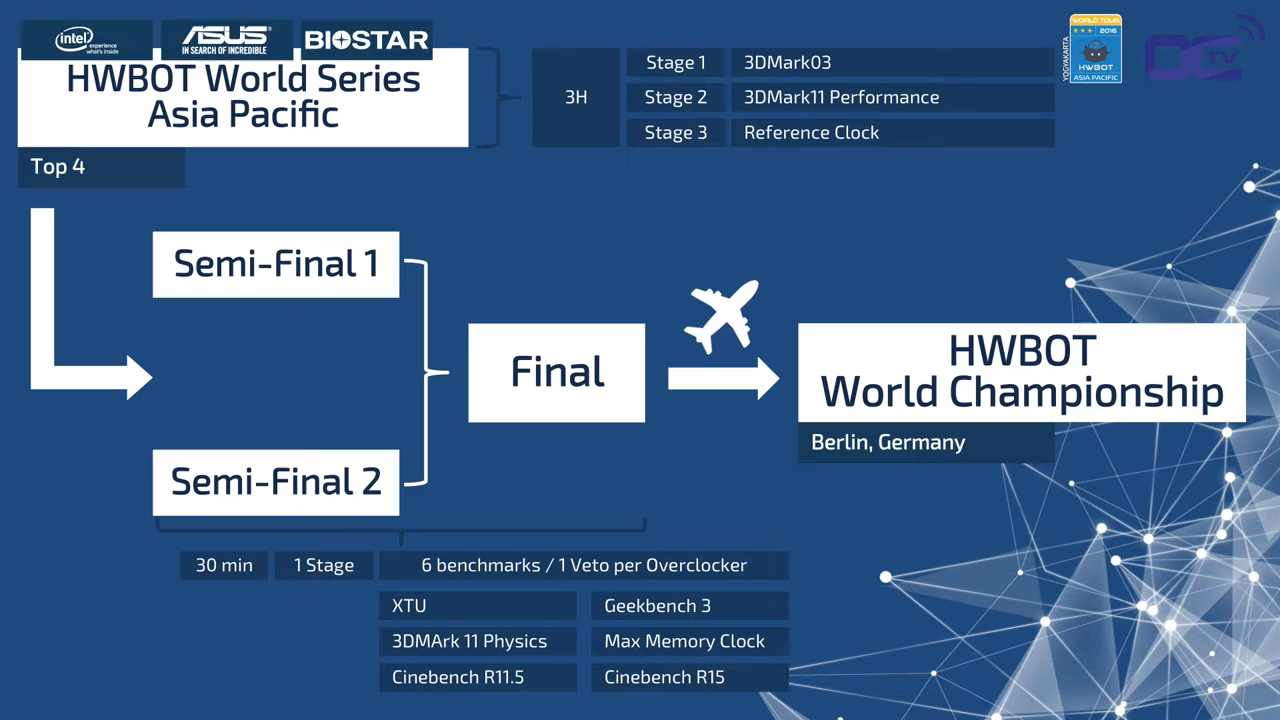 intel
experience
what's inside
ASUS
IN SEARCH OF INCREDIBLE
BIOSTAR
HWBOT World Series
Asia Pacific
Top 4
3H
Stage 1 3DMark03
Stage 2 3DMark11 Performance
Stage 3 Reference Clock
YOGYAKARTA
WORLD TOUR
2016
HWBOT
ASIA PACIFIC
OC TV
Semi-Final 1
Final
HWBOT
World Championship
Berlin, Germany
Semi-Final 2
30 min 1 Stage 6 benchmarks / 1 Veto per Overclocker
XTU Geekbench 3
3DMArk 11 Physics Max Memory Clock
Cinebench R11.5 Cinebench R15